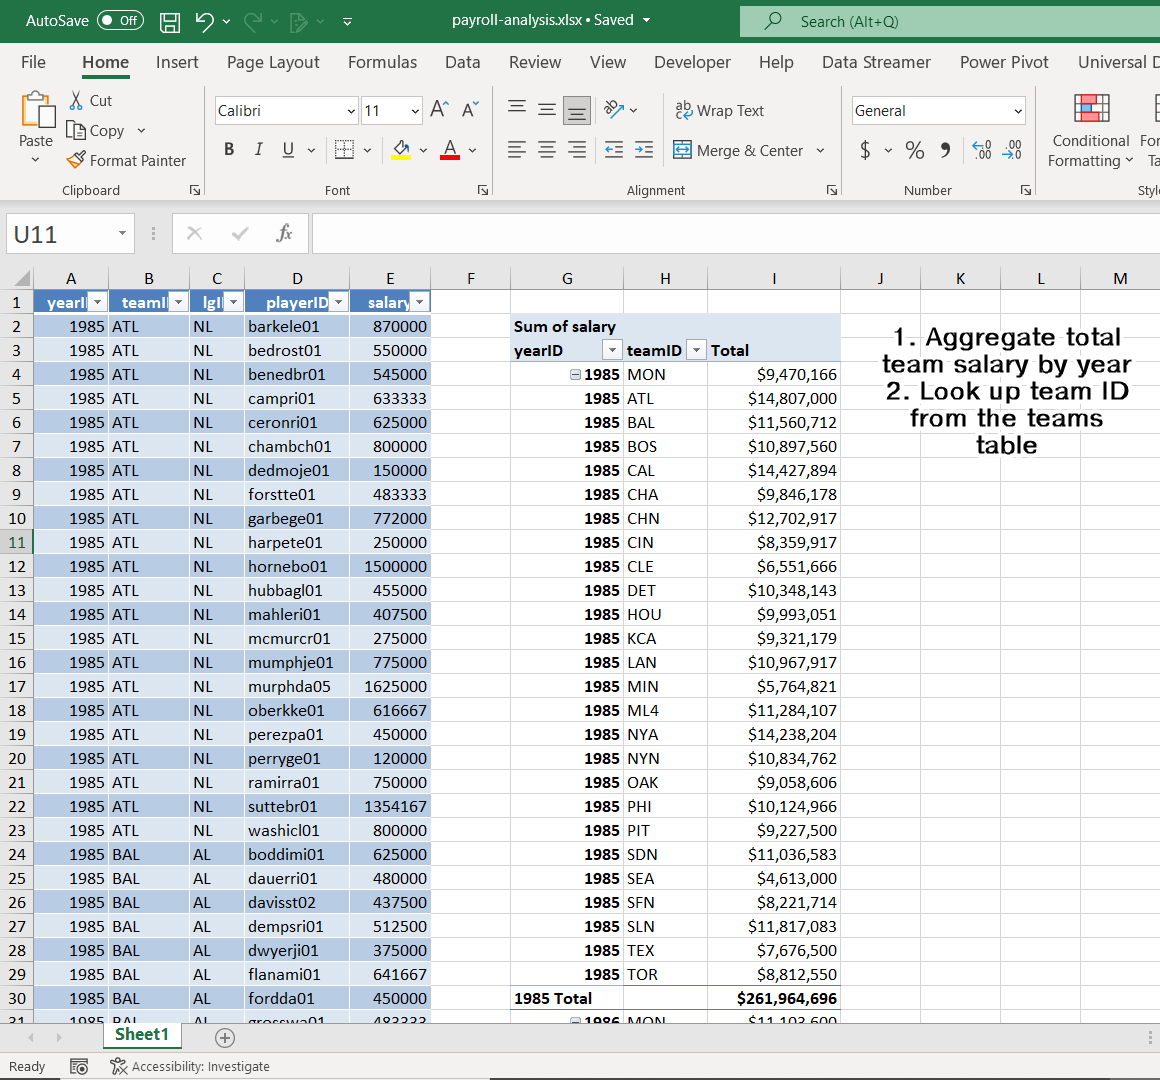 AutoSave Off payroll-analysis.xlsx • Saved Search (Alt+Q)
File Home Insert Page Layout Formulas Data Review View Developer Help Data Streamer Power Pivot Universal D
Cut
Copy
Paste
Format Painter
Clipboard
Calibri 11
B I U A
Font
ab Wrap Text
Merge & Center
Alignment
General
$ % 9 .00 .00
Number
Conditional
Formatting
For
Ta
Style
U11 fx
A B C D E F G H I J K L M
1 yearI teamI lgI playerID salary
2 1985 ATL NL barkele01 870000 Sum of salary
3 1985 ATL NL bedrost01 550000 yearID teamID Total
4 1985 ATL NL benedbr01 545000 1985 MON $9,470,166
5 1985 ATL NL campri01 633333 1985 ATL $14,807,000
6 1985 ATL NL ceronri01 625000 1985 BAL $11,560,712
7 1985 ATL NL chambch01 800000 1985 BOS $10,897,560
8 1985 ATL NL dedmoje01 150000 1985 CAL $14,427,894
9 1985 ATL NL forstte01 483333 1985 CHA $9,846,178
10 1985 ATL NL garbege01 772000 1985 CHN $12,702,917
11 1985 ATL NL harpete01 250000 1985 CIN $8,359,917
12 1985 ATL NL hornebo01 1500000 1985 CLE $6,551,666
13 1985 ATL NL hubbagl01 455000 1985 DET $10,348,143
14 1985 ATL NL mahleri01 407500 1985 HOU $9,993,051
15 1985 ATL NL mcmurcr01 275000 1985 KCA $9,321,179
16 1985 ATL NL mumphje01 775000 1985 LAN $10,967,917
17 1985 ATL NL murphda05 1625000 1985 MIN $5,764,821
18 1985 ATL NL oberkke01 616667 1985 ML4 $11,284,107
19 1985 ATL NL perezpa01 450000 1985 NYA $14,238,204
20 1985 ATL NL perryge01 120000 1985 NYN $10,834,762
21 1985 ATL NL ramirra01 750000 1985 OAK $9,058,606
22 1985 ATL NL suttebr01 1354167 1985 PHI $10,124,966
23 1985 ATL NL washicl01 800000 1985 PIT $9,227,500
24 1985 BAL AL boddimi01 625000 1985 SDN $11,036,583
25 1985 BAL AL dauerri01 480000 1985 SEA $4,613,000
26 1985 BAL AL davisst02 437500 1985 SFN $8,221,714
27 1985 BAL AL dempsri01 512500 1985 SLN $11,817,083
28 1985 BAL AL dwyerji01 375000 1985 TEX $7,676,500
29 1985 BAL AL flanami01 641667 1985 TOR $8,812,550
30 1985 BAL AL fordda01 450000 1985 Total $261,964,696
31 1985 BAL AL grosswa01 483333 1986 MON $11,103,600
1. Aggregate total
team salary by year
2. Look up team ID
from the teams
table
Sheet1
Ready Accessibility: Investigate